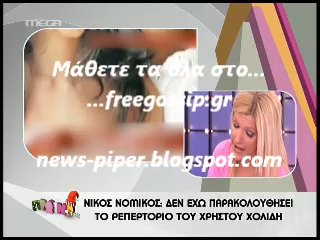 MEGA
Μάθετε τα όλα στο...
...freegossip.gr
news-piper.blogspot.com
ΝΙΚΟΣ ΝΟΜΙΚΟΣ: ΔΕΝ ΕΧΩ ΠΑΡΑΚΟΛΟΥΘΗΣΕΙ
ΤΟ ΡΕΠΕΡΤΟΡΙΟ ΤΟΥ ΧΡΗΣΤΟΥ ΧΟΛΙΔΗ